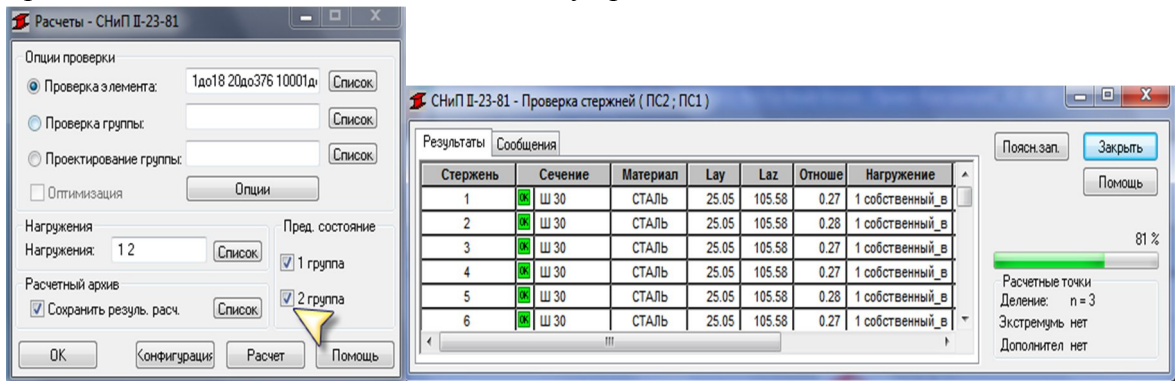 Расчеты - СНиП II-23-81
Опции проверки
Проверка элемента: 1до18 20до376 10001д Список
Проверка группы: Список
Проектирование группы: Список
Оптимизация Опции
Нагружения
Нагружения: 1 2 Список
Пред. состояние
1 группа
2 группа
Расчетный архив
Сохранить резуль. расч. Список
OK Конфигурация Расчет Помощь
СНиП II-23-81 - Проверка стержней ( ПС2 ; ПС1 )
Результаты Сообщения
Стержень Сечение Материал Lay Laz Отноше Нагружение
1 OK Ш 30 СТАЛЬ 25.05 105.58 0.27 1 собственный_в
2 OK Ш 30 СТАЛЬ 25.05 105.58 0.28 1 собственный_в
3 OK Ш 30 СТАЛЬ 25.05 105.58 0.27 1 собственный_в
4 OK Ш 30 СТАЛЬ 25.05 105.58 0.27 1 собственный_в
5 OK Ш 30 СТАЛЬ 25.05 105.58 0.28 1 собственный_в
6 OK Ш 30 СТАЛЬ 25.05 105.58 0.27 1 собственный_в
Поясн.зап. Закрыть
Помощь
81 %
Расчетные точки
Деление: n = 3
Экстремумь нет
Дополнител нет